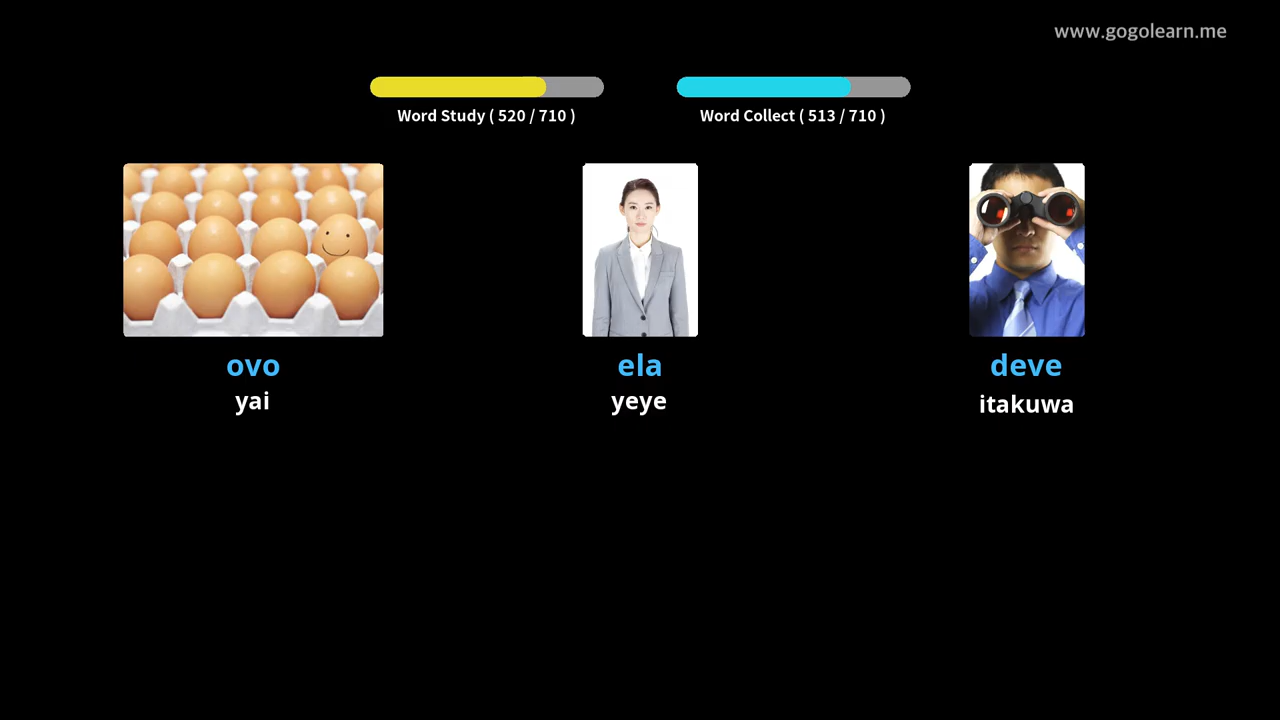 www.gogolearn.me
Word Study ( 520 / 710 )
Word Collect ( 513 / 710 )
ovo
yai
ela
yeye
deve
itakuwa